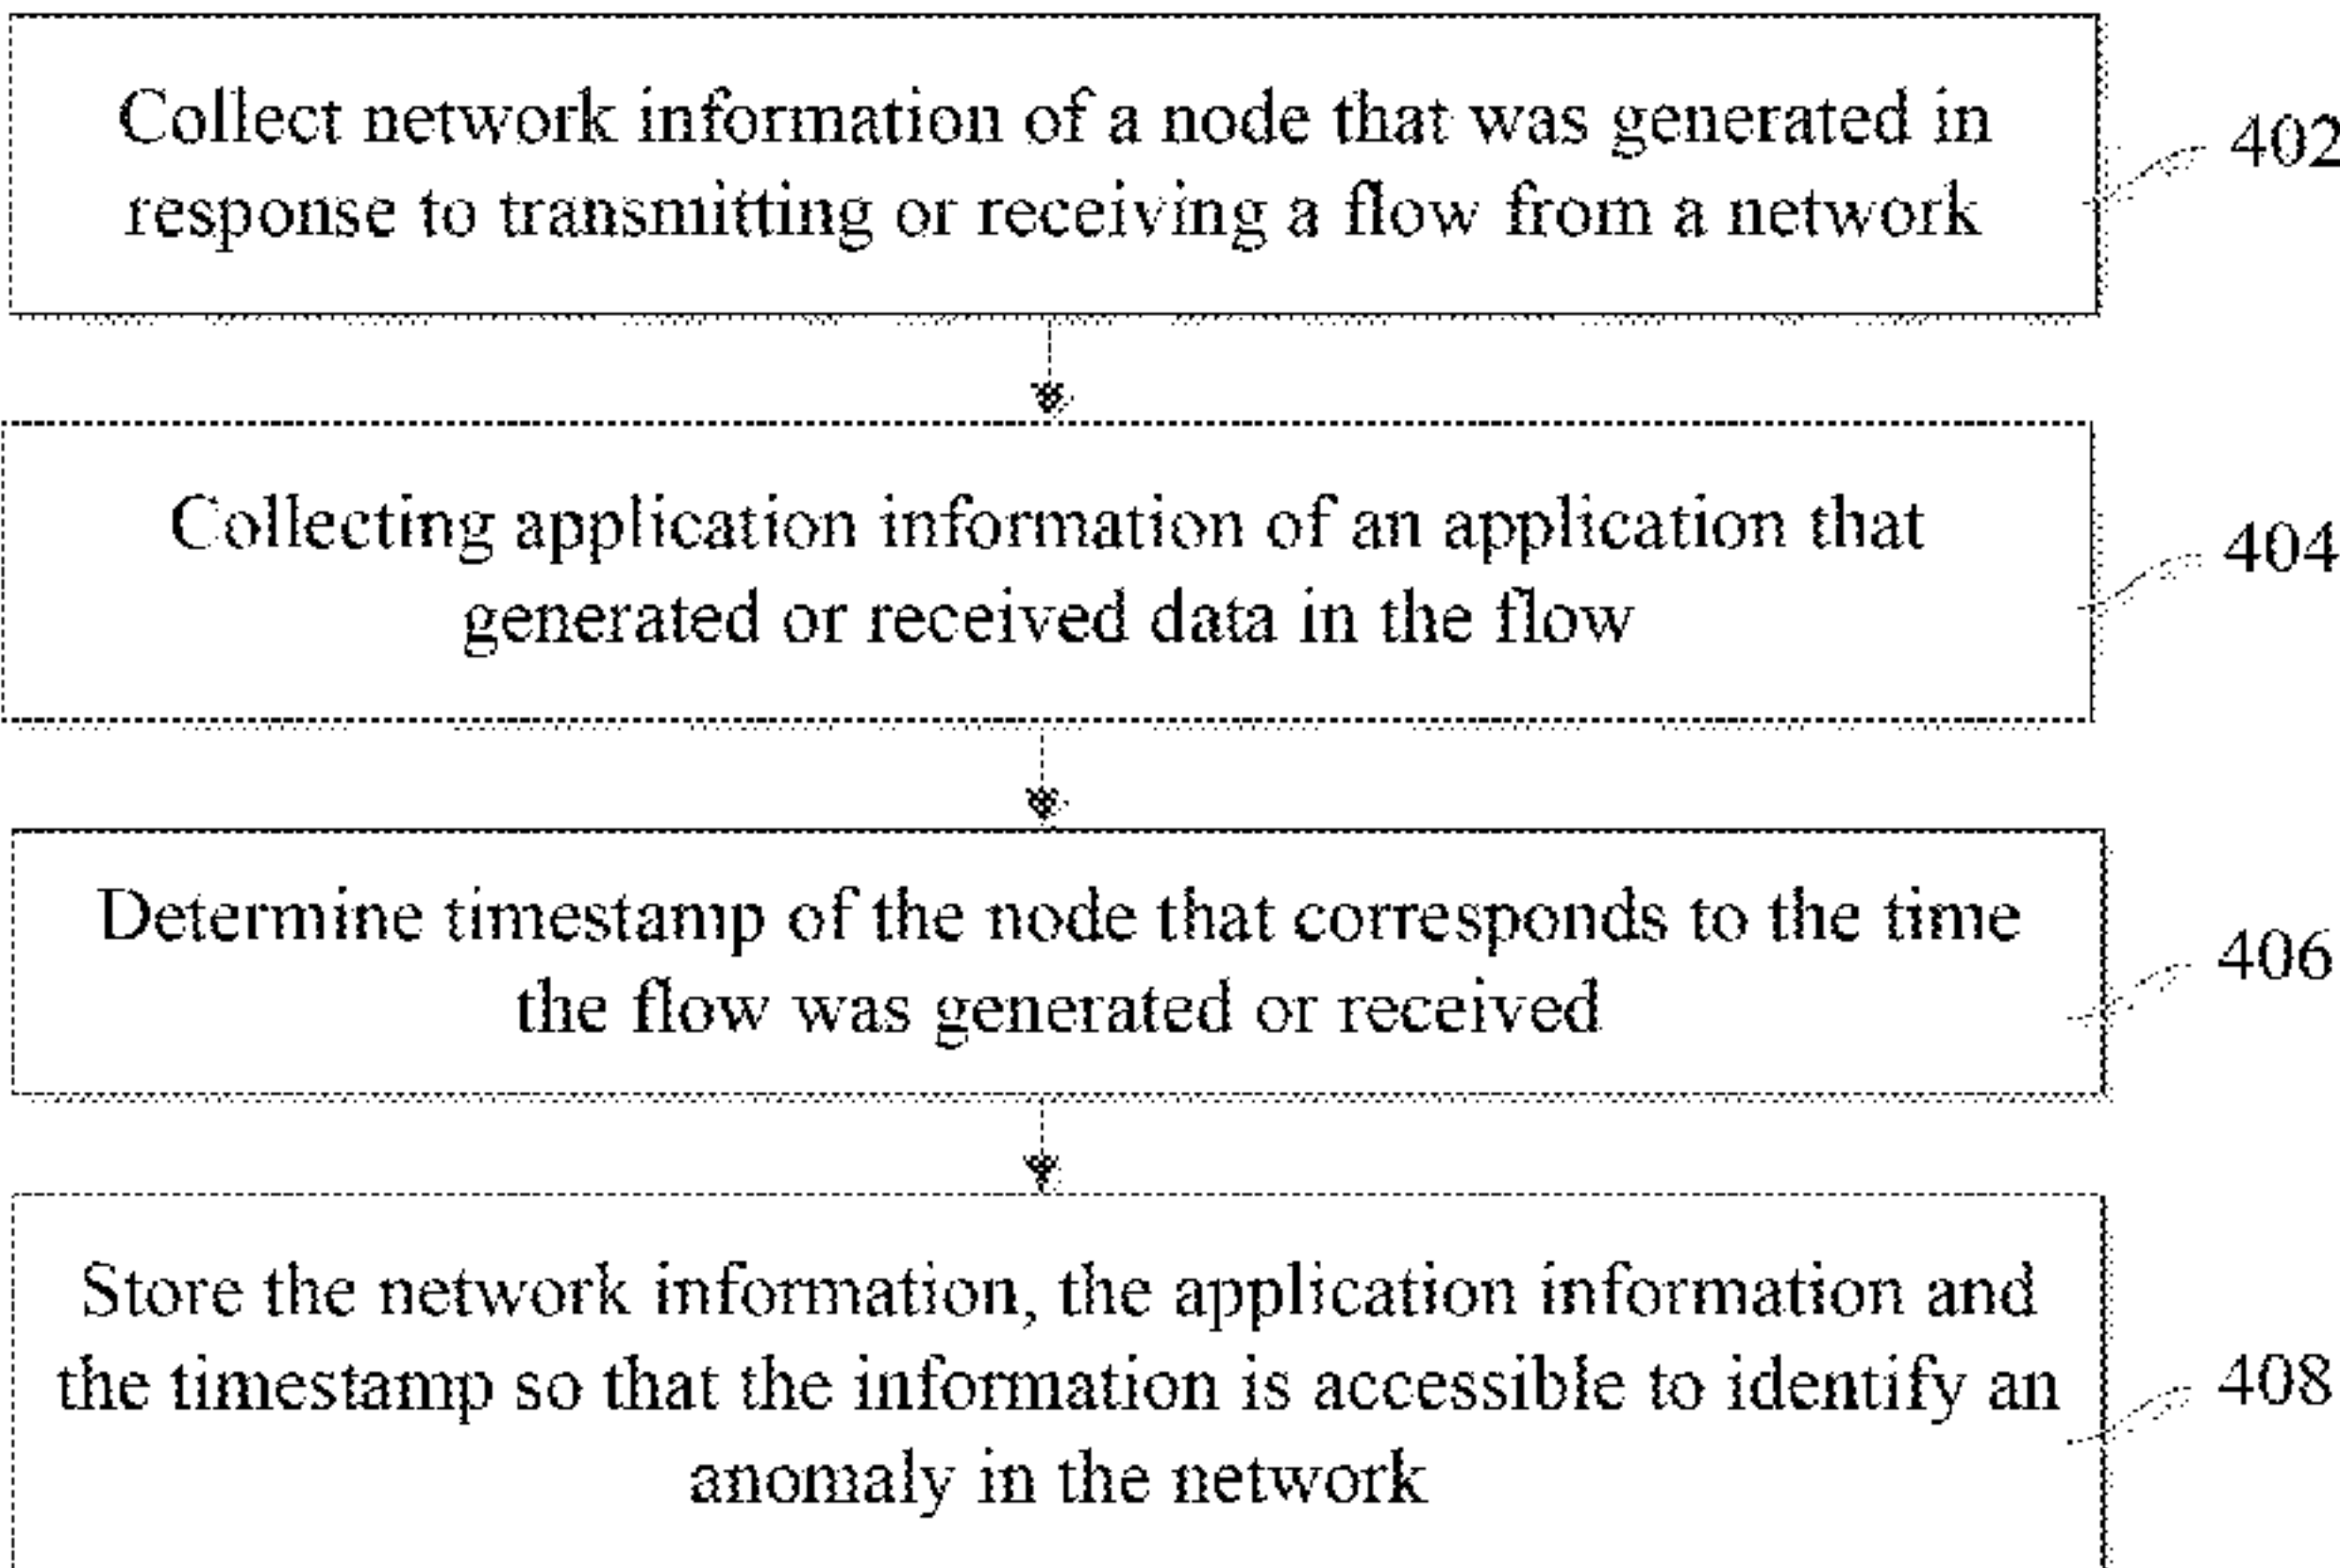 Collect network information of a node that was generated in
response to transmitting or receiving a flow from a network
402
Collecting application information of an application that
generated or received data in the flow
404
Determine timestamp of the node that corresponds to the time
the flow was generated or received
406
Store the network information, the application information and
the timestamp so that the information is accessible to identify an
anomaly in the network
408